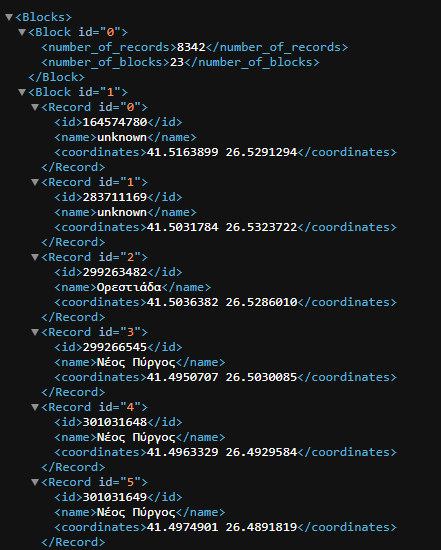 <Blocks>
<Block id="0">
<number_of_records>8342</number_of_records>
<number_of_blocks>23</number_of_blocks>
</Block>
<Block id="1">
<Record id="0">
<id>164574780</id>
<name>unknown</name>
<coordinates>41.5163899 26.5291294</coordinates>
</Record>
<Record id="1">
<id>283711169</id>
<name>unknown</name>
<coordinates>41.5031784 26.5323722</coordinates>
</Record>
<Record id="2">
<id>299263482</id>
<name>Ορεστιάδα</name>
<coordinates>41.5036382 26.5286010</coordinates>
</Record>
<Record id="3">
<id>299266545</id>
<name>Νέος Πύργος</name>
<coordinates>41.4950707 26.5030085</coordinates>
</Record>
<Record id="4">
<id>301031648</id>
<name>Νέος Πύργος</name>
<coordinates>41.4963329 26.4929584</coordinates>
</Record>
<Record id="5">
<id>301031649</id>
<name>Νέος Πύργος</name>
<coordinates>41.4974901 26.4891819</coordinates>
</Record>